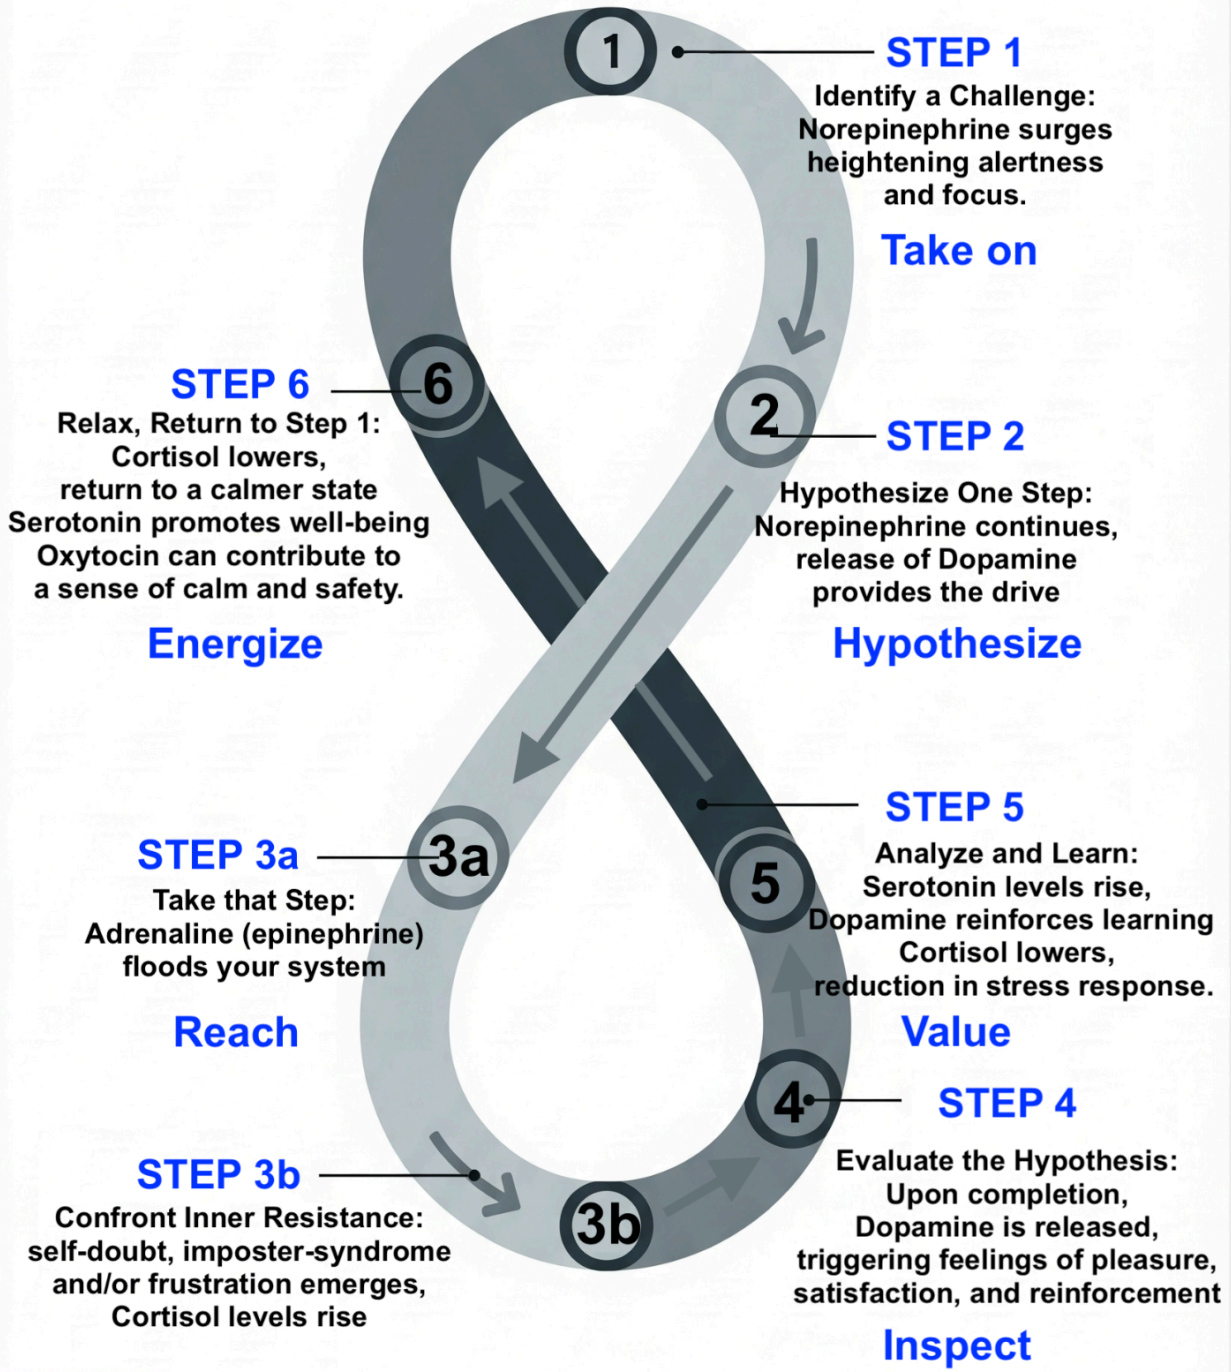 1
STEP 1
Identify a Challenge:
Norepinephrine surges
heightening alertness
and focus.
Take on
2
STEP 2
Hypothesize One Step:
Norepinephrine continues,
release of Dopamine
provides the drive
Hypothesize
3a
STEP 3a
Take that Step:
Adrenaline (epinephrine)
floods your system
Reach
3b
STEP 3b
Confront Inner Resistance:
self-doubt, imposter-syndrome
and/or frustration emerges,
Cortisol levels rise
4
STEP 4
Evaluate the Hypothesis:
Upon completion,
Dopamine is released,
triggering feelings of pleasure,
satisfaction, and reinforcement
Inspect
5
STEP 5
Analyze and Learn:
Serotonin levels rise,
Dopamine reinforces learning
Cortisol lowers,
reduction in stress response.
Value
6
STEP 6
Relax, Return to Step 1:
Cortisol lowers,
return to a calmer state
Serotonin promotes well-being
Oxytocin can contribute to
a sense of calm and safety.
Energize